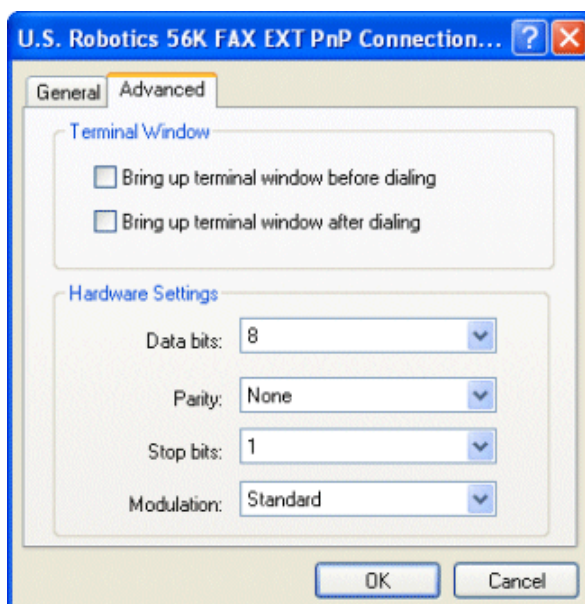 U.S. Robotics 56K FAX EXT PnP Connection...
General
Advanced
Terminal Window
Bring up terminal window before dialing
Bring up terminal window after dialing
Hardware Settings
Data bits: 8
Parity: None
Stop bits: 1
Modulation: Standard
OK
Cancel